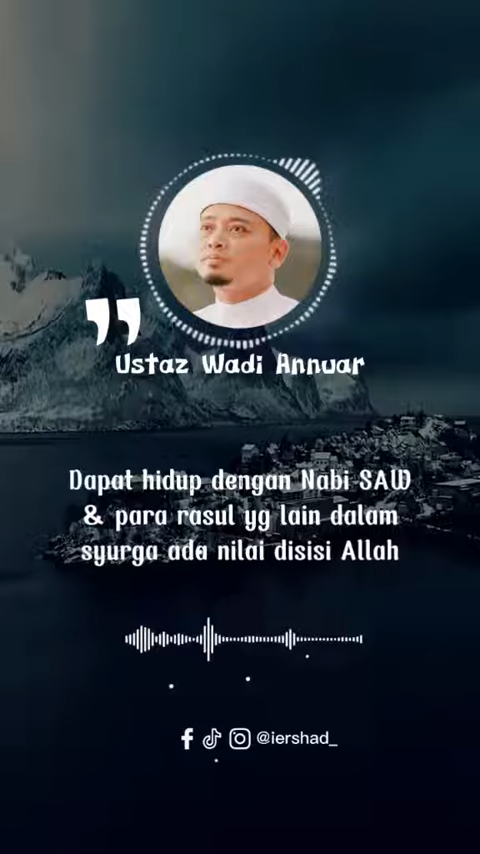 Ustaz Wadi Annuar
Dapat hidup dengan Nabi SAW
& para rasul yg lain dalam
syurga ada nilai disisi Allah
@iershad_